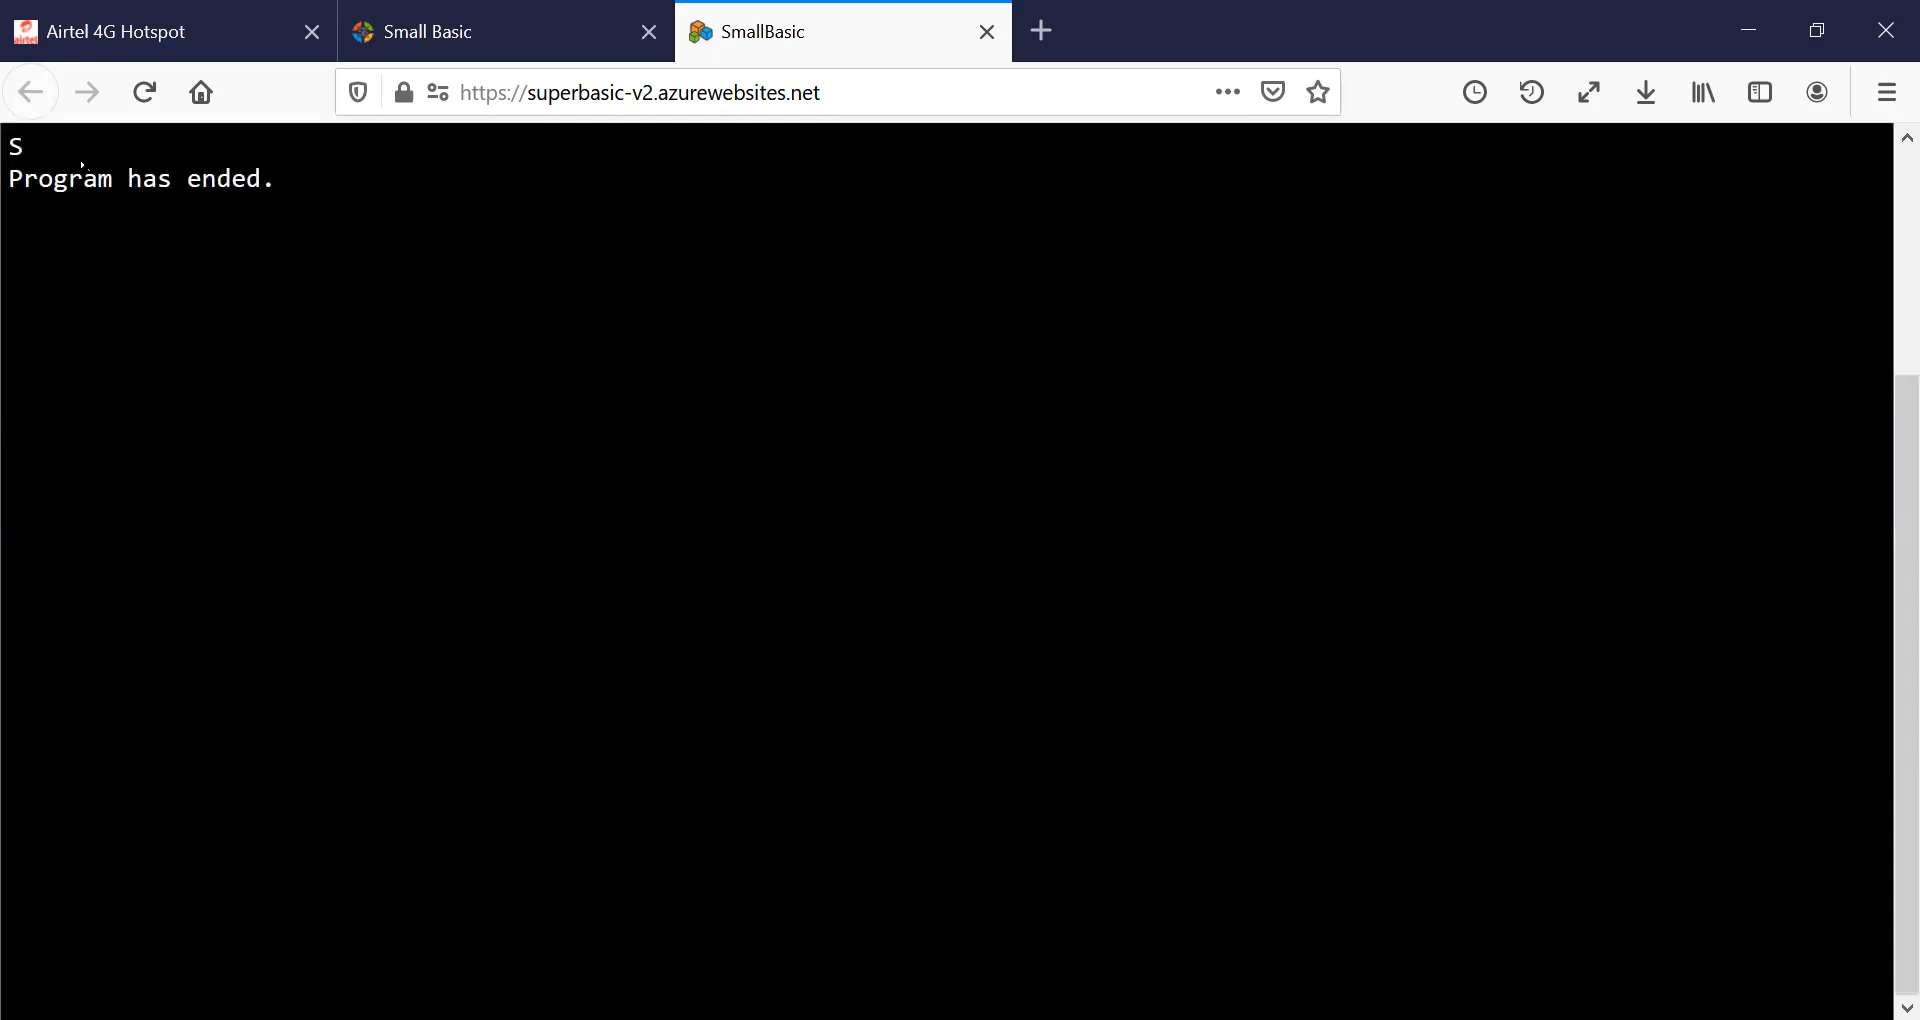 Airtel 4G Hotspot
Small Basic
SmallBasic
https://superbasic-v2.azurewebsites.net
S
Program has ended.